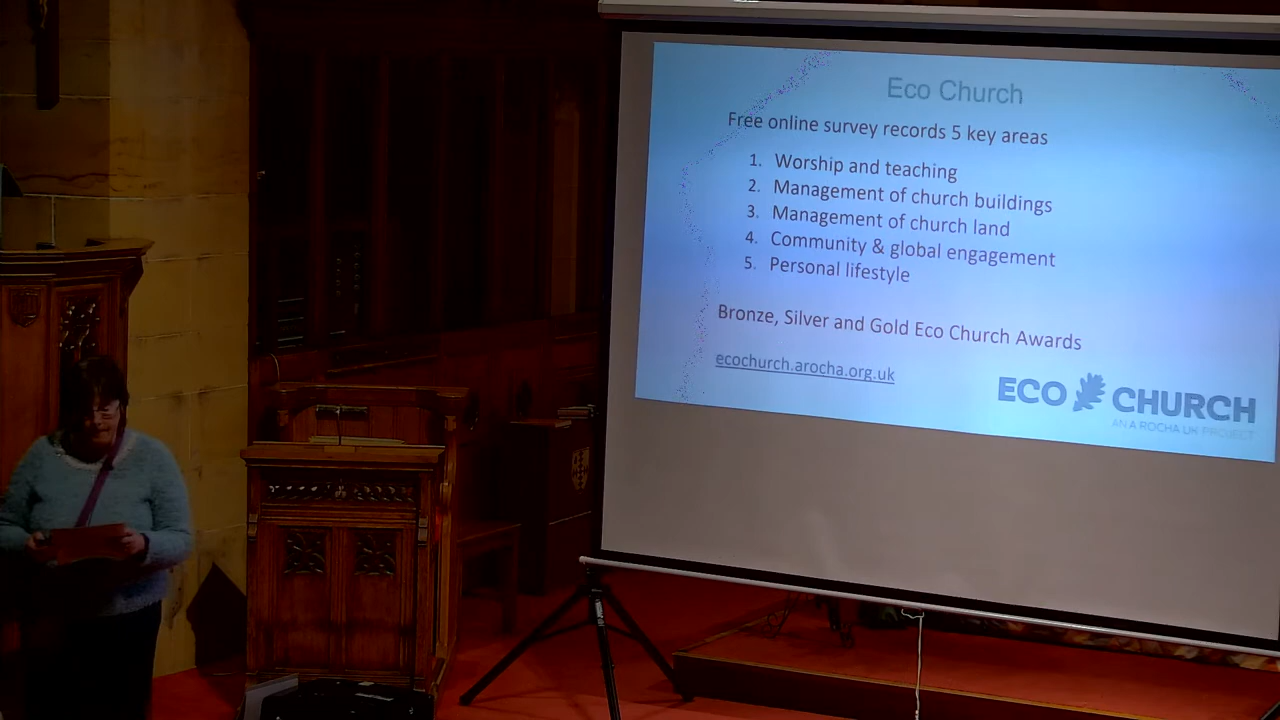 Eco Church
Free online survey records 5 key areas
1. Worship and teaching
2. Management of church buildings
3. Management of church land
4. Community & global engagement
5. Personal lifestyle
Bronze, Silver and Gold Eco Church Awards
ecochurch.arocha.org.uk
ECO CHURCH
AN A ROCHA UK PROJECT